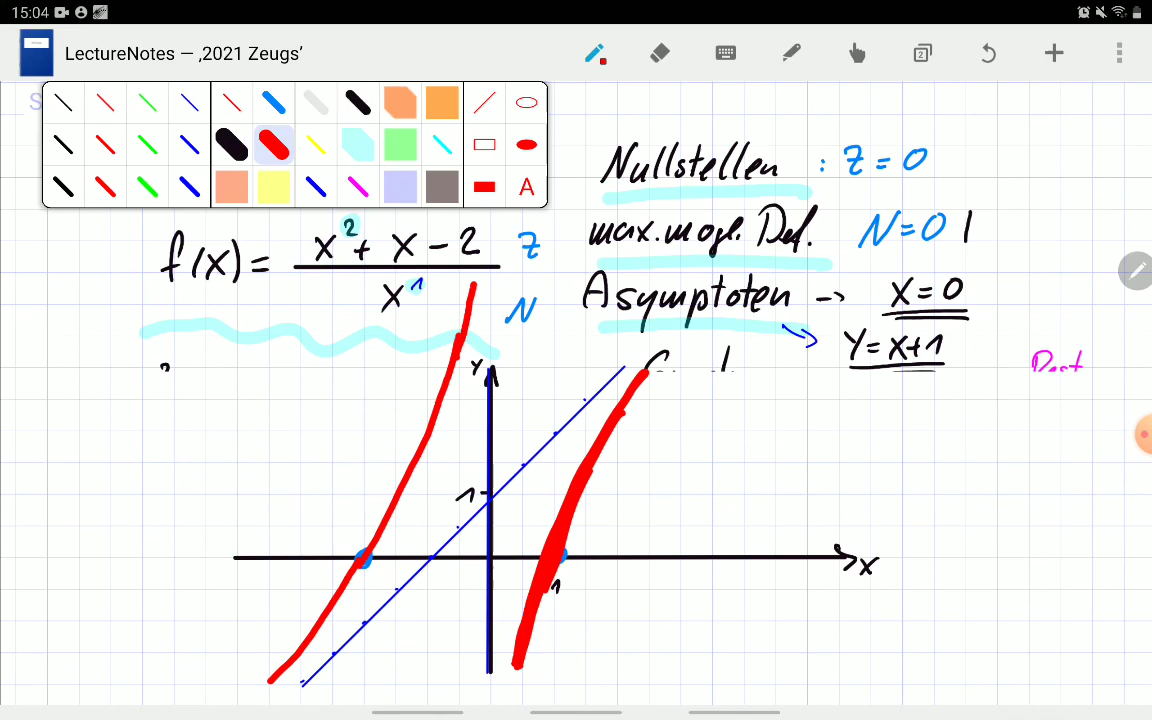 15:04
LectureNotes — ‚2021 Zeugs’
2
S
A
Nullstellen : Z = 0
max. mögl. Def. N = 0 |
f(x) = x² + x - 2 Z
x¹ N
Asymptoten → x = 0
y = x+1
y
1
1
x